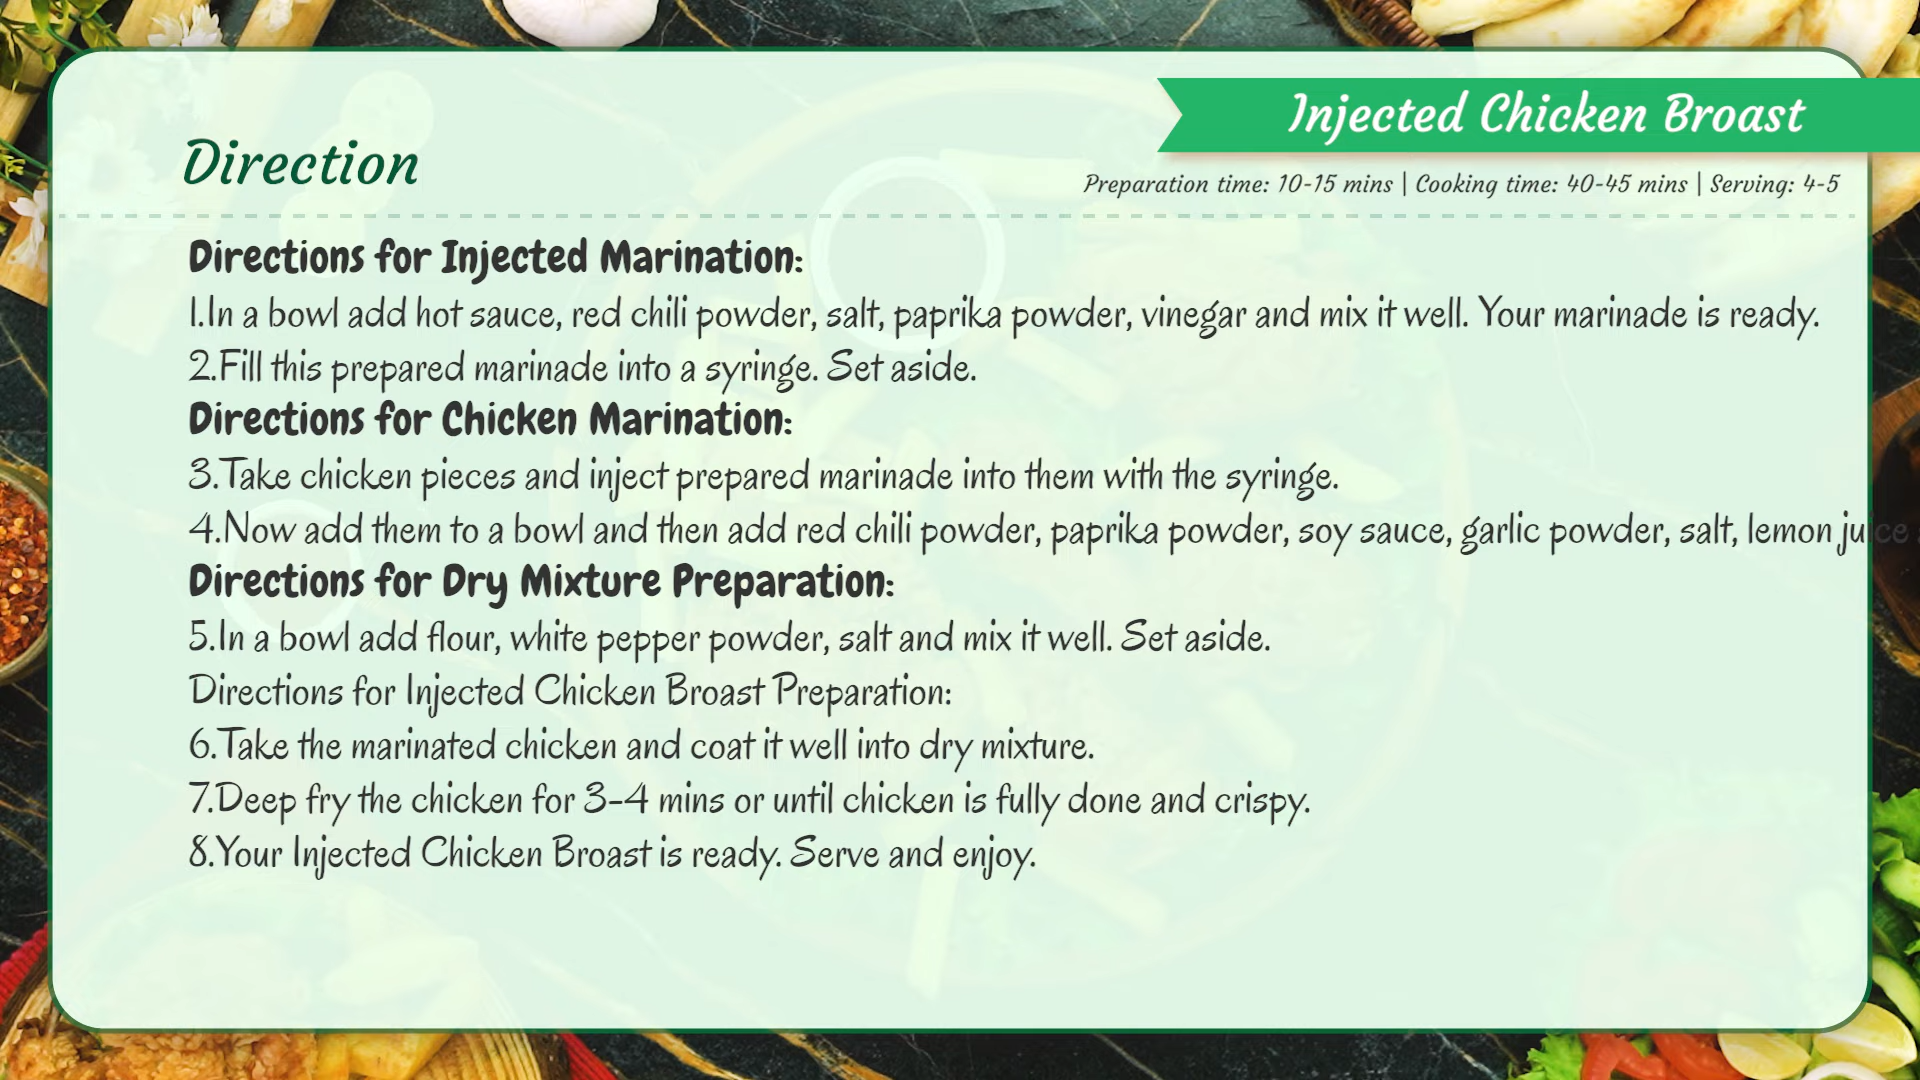 Injected Chicken Broast
Direction
Preparation time: 10-15 mins | Cooking time: 40-45 mins | Serving: 4-5
Directions for Injected Marination:
1.In a bowl add hot sauce, red chili powder, salt, paprika powder, vinegar and mix it well. Your marinade is ready.
2.Fill this prepared marinade into a syringe. Set aside.
Directions for Chicken Marination:
3.Take chicken pieces and inject prepared marinade into them with the syringe.
4.Now add them to a bowl and then add red chili powder, paprika powder, soy sauce, garlic powder, salt, lemon juice
Directions for Dry Mixture Preparation:
5.In a bowl add flour, white pepper powder, salt and mix it well. Set aside.
Directions for Injected Chicken Broast Preparation:
6.Take the marinated chicken and coat it well into dry mixture.
7.Deep fry the chicken for 3-4 mins or until chicken is fully done and crispy.
8.Your Injected Chicken Broast is ready. Serve and enjoy.